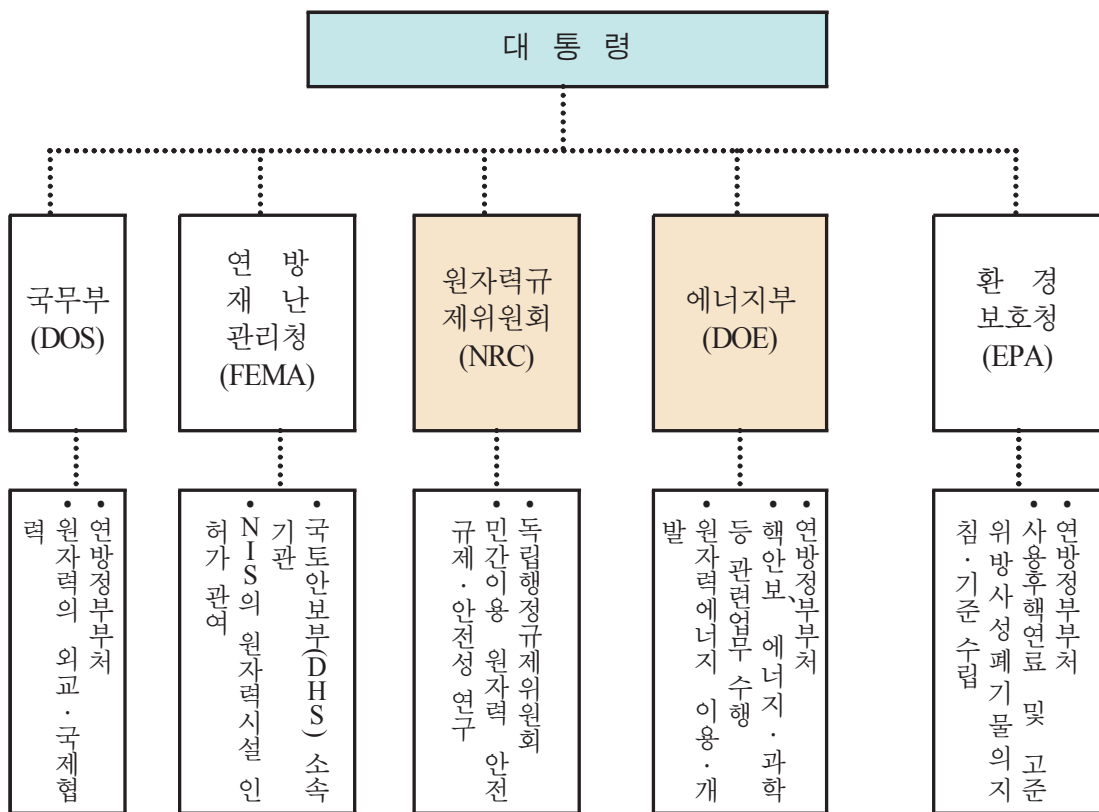 대 통 령
국무부
(DOS)
연 방
재 난
관리청
(FEMA)
원자력규
제위원회
(NRC)
에너지부
(DOE)
환 경
보호청
(EPA)
• 연방정부부처
• 원자력의 외교·국제협
력
• 국토안보부(DHS) 소속
기관
• NIS의 원자력시설 인
허가 관여
• 독립행정규제위원회
• 민간이용 원자력 안전
규제·안전성 연구
• 연방정부부처
• 핵안보, 에너지·과학
등 관련업무 수행
• 원자력에너지 이용·개
발
• 연방정부부처
• 사용후핵연료 및 고준
위방사성폐기물의지
침·기준 수립